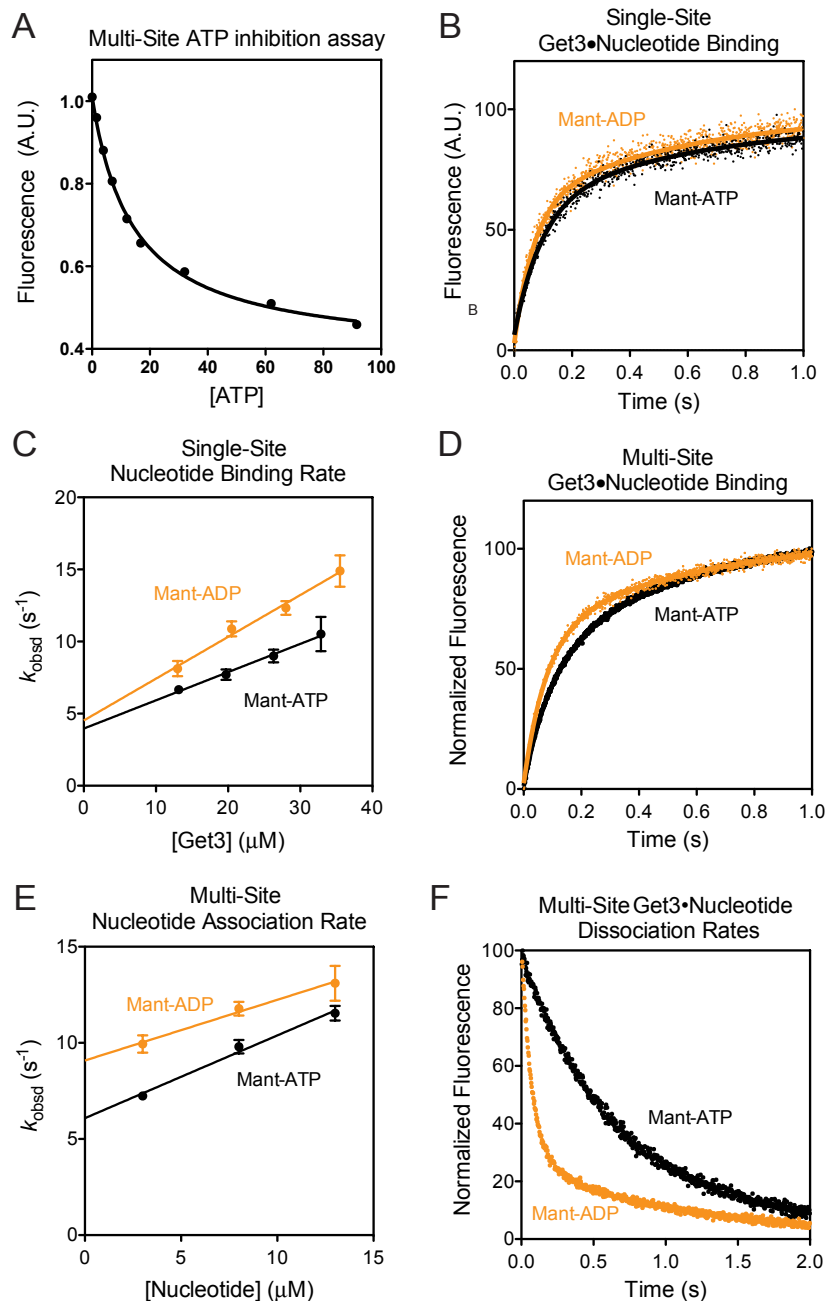 A
Multi-Site ATP inhibition assay
Fluorescence (A.U.)
1.0
0.8
0.6
0.4
0 20 40 60 80 100
[ATP]
B
Single-Site
Get3•Nucleotide Binding
Fluorescence (A.U.)
B
100
50
0
Mant-ADP
Mant-ATP
0.0 0.2 0.4 0.6 0.8 1.0
Time (s)
C
Single-Site
Nucleotide Binding Rate
kobsd (s-1)
20
15
10
5
0
Mant-ADP
Mant-ATP
0 10 20 30 40
[Get3] (μM)
D
Multi-Site
Get3•Nucleotide Binding
Normalized Fluorescence
100
50
0
Mant-ADP
Mant-ATP
0.0 0.2 0.4 0.6 0.8 1.0
Time (s)
E
Multi-Site
Nucleotide Association Rate
kobsd (s-1)
15
10
5
0
Mant-ADP
Mant-ATP
0 5 10 15
[Nucleotide] (μM)
F
Multi-Site Get3•Nucleotide
Dissociation Rates
Normalized Fluorescence
100
80
60
40
20
0
Mant-ATP
Mant-ADP
0.0 0.5 1.0 1.5 2.0
Time (s)